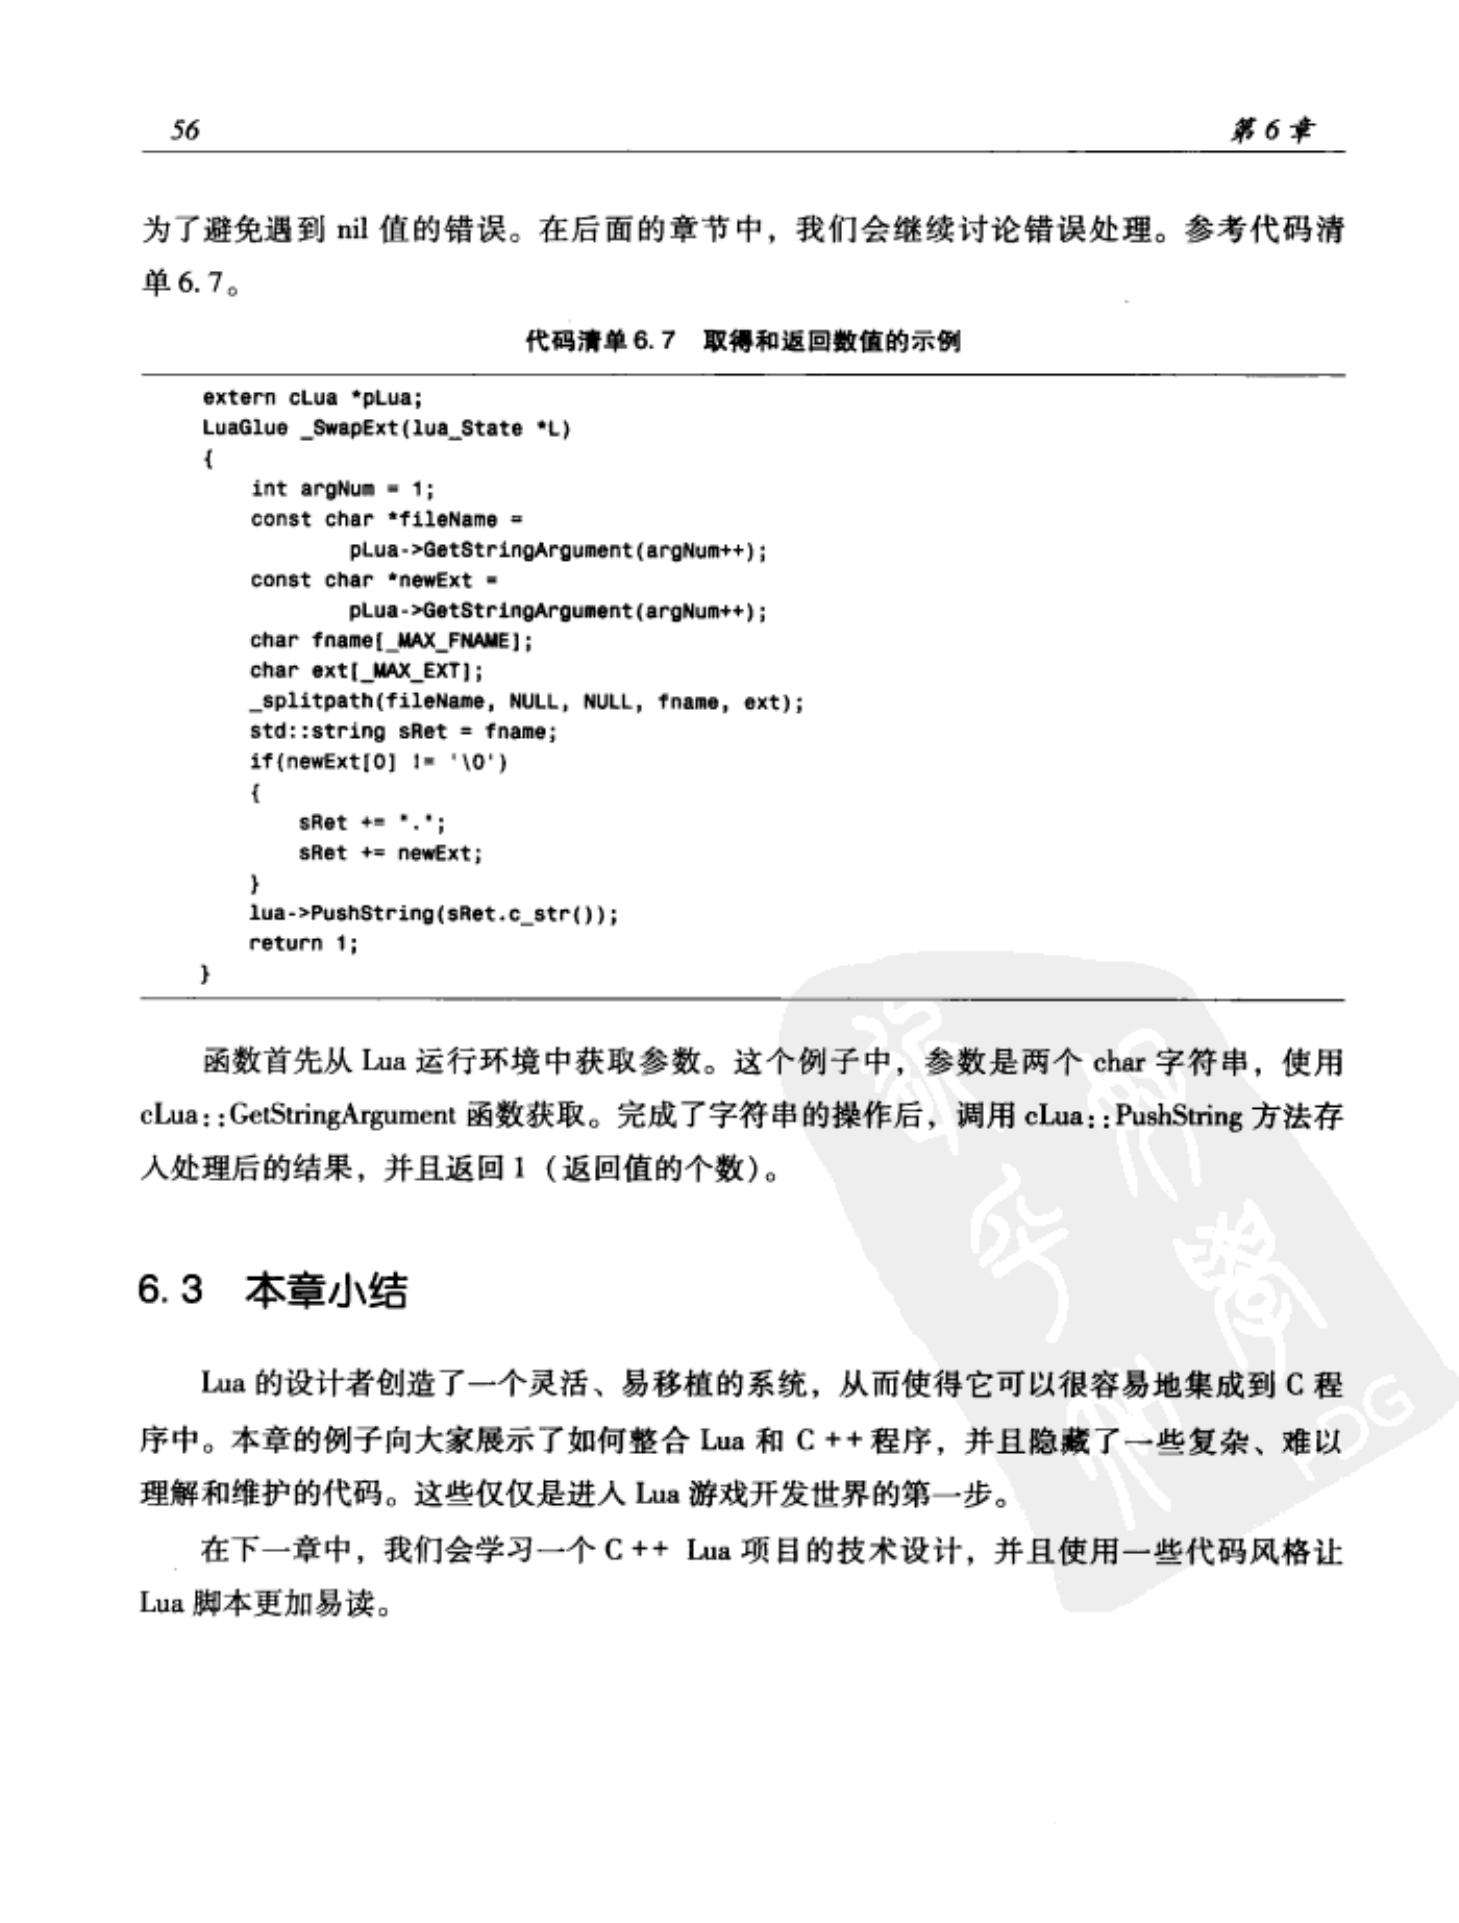 56 第6章
为了避免遇到 nil 值的错误。在后面的章节中，我们会继续讨论错误处理。参考代码清
单6.7。
代码清单6.7 取得和返回数值的示例
extern cLua *pLua;
LuaGlue _SwapExt(lua_State *L)
{
    int argNum = 1;
    const char *fileName =
            pLua->GetStringArgument(argNum++);
    const char *newExt =
            pLua->GetStringArgument(argNum++);
    char fname[_MAX_FNAME];
    char ext[_MAX_EXT];
    _splitpath(fileName, NULL, NULL, fname, ext);
    std::string sRet = fname;
    if(newExt[0] != '\0')
    {
        sRet += ".";
        sRet += newExt;
    }
    lua->PushString(sRet.c_str());
    return 1;
}
函数首先从 Lua 运行环境中获取参数。这个例子中，参数是两个 char 字符串，使用
cLua::GetStringArgument 函数获取。完成了字符串的操作后，调用 cLua::PushString 方法存
入处理后的结果，并且返回1（返回值的个数）。
6.3 本章小结
Lua 的设计者创造了一个灵活、易移植的系统，从而使得它可以很容易地集成到 C 程
序中。本章的例子向大家展示了如何整合 Lua 和 C++程序，并且隐藏了一些复杂、难以
理解和维护的代码。这些仅仅是进入 Lua 游戏开发世界的第一步。
在下一章中，我们会学习一个 C++ Lua 项目的技术设计，并且使用一些代码风格让
Lua 脚本更加易读。
PDG